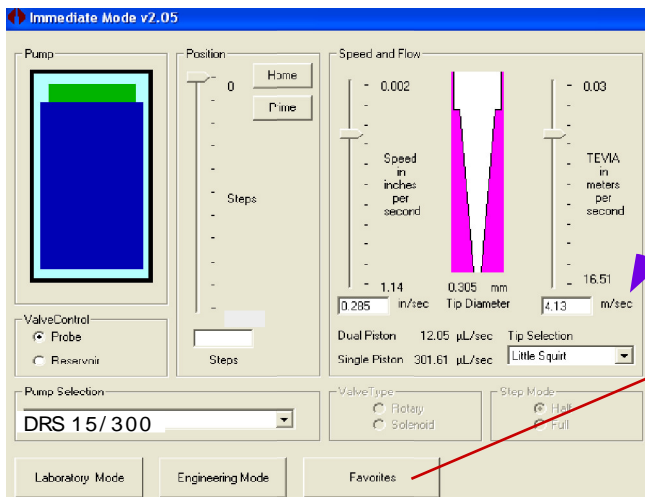 Immediate Mode v2.05
Pump
Position
0
Home
Prime
Steps
Steps
Speed and Flow
0.002
Speed
in
inches
per
second
1.14
0.285 in/sec
0.305 mm
Tip Diameter
0.03
TEVIA
in
meters
per
second
16.51
4.13 m/sec
Dual Piston 12.05 µL/sec
Single Piston 301.61 µL/sec
Tip Selection
Little Squirt
ValveControl
Probe
Reservoir
Pump Selection
DRS 15/300
ValveType
Rotary
Solenoid
Step Mode
Half
Full
Laboratory Mode
Engineering Mode
Favorites